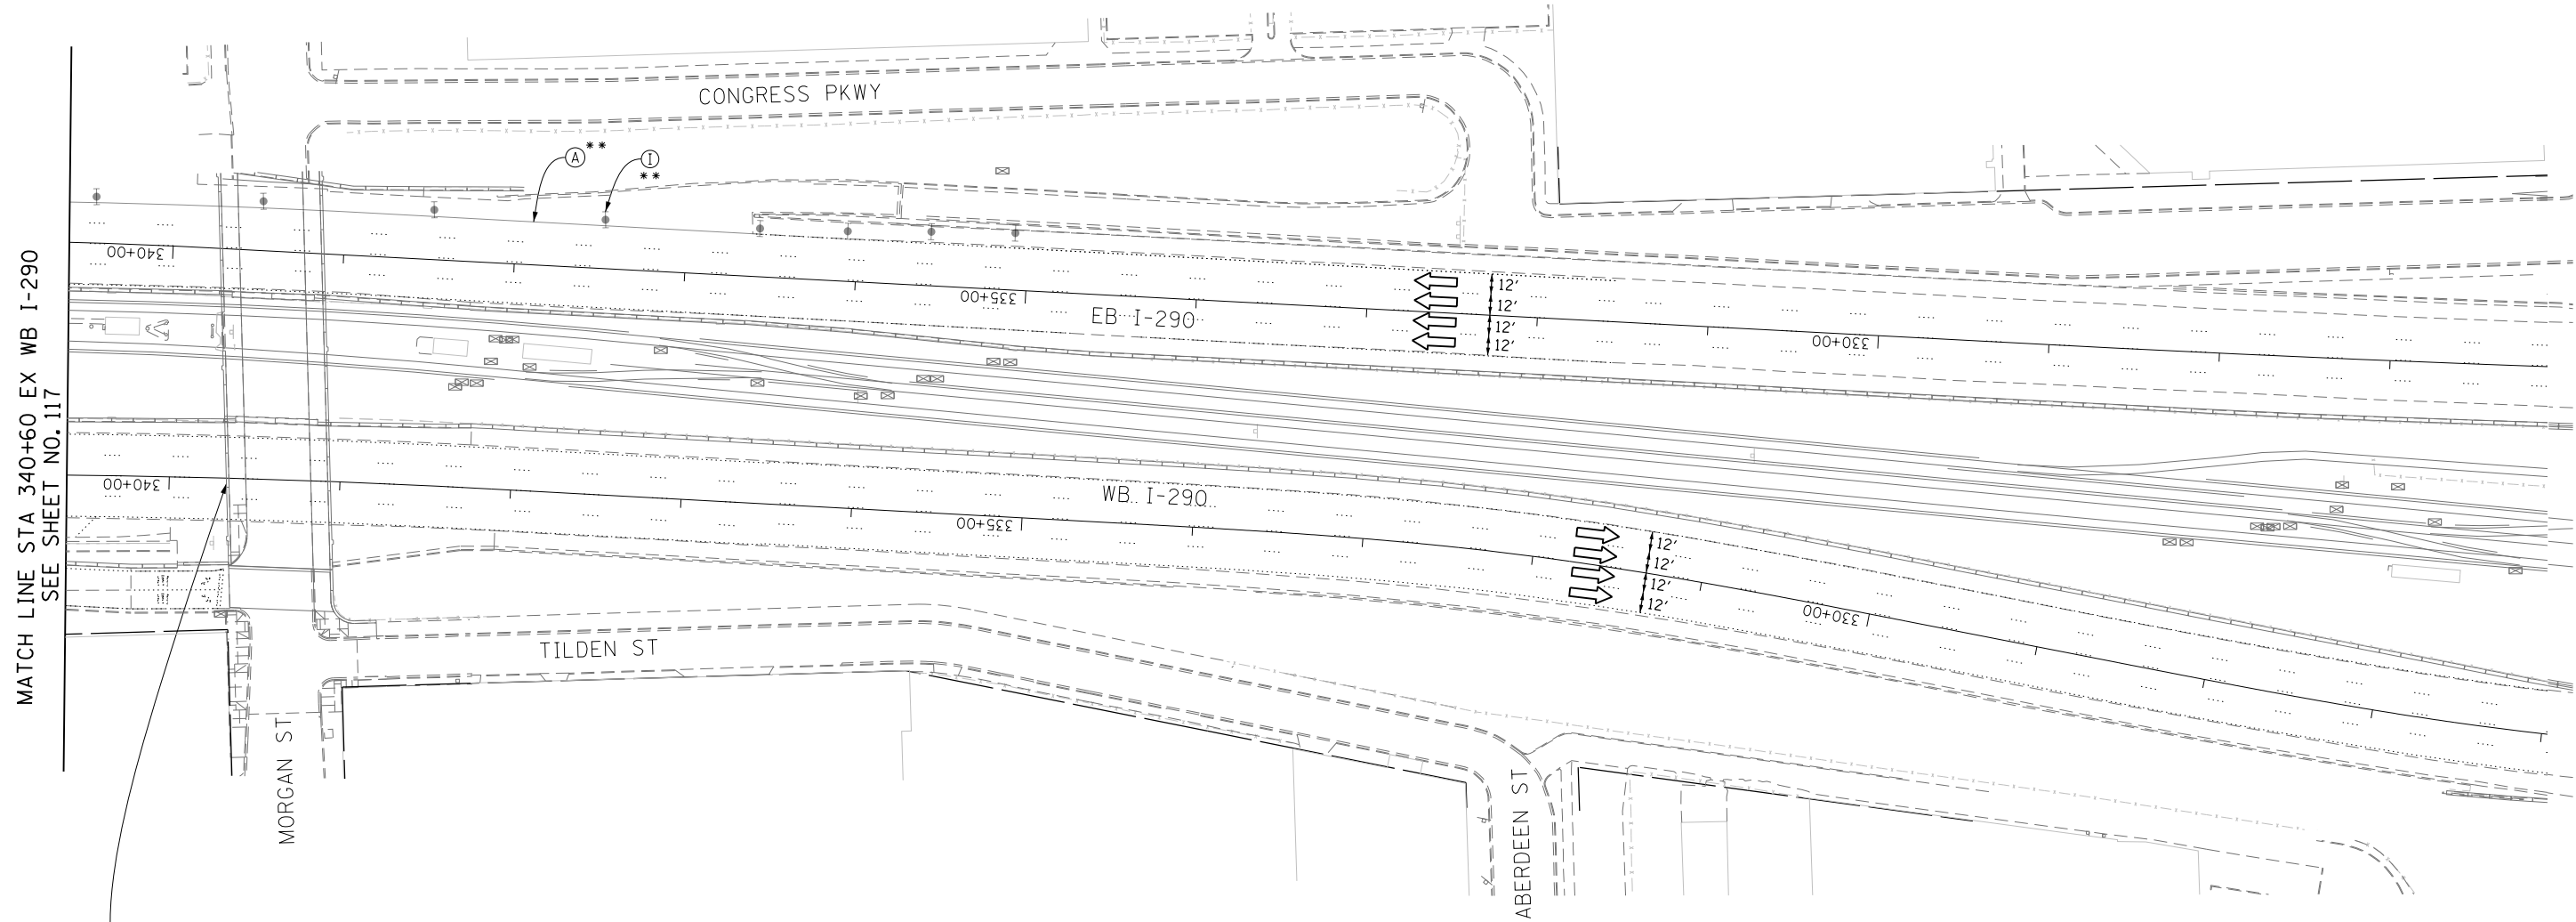 CONGRESS PKWY
A **
I
**
MATCH LINE STA 340+60 EX WB I-290
SEE SHEET NO. 117
340+00
335+00
EB I-290
12'
12'
12'
12'
330+00
340+00
335+00
WB I-290
12'
12'
12'
12'
330+00
TILDEN ST
MORGAN ST
ABERDEEN ST